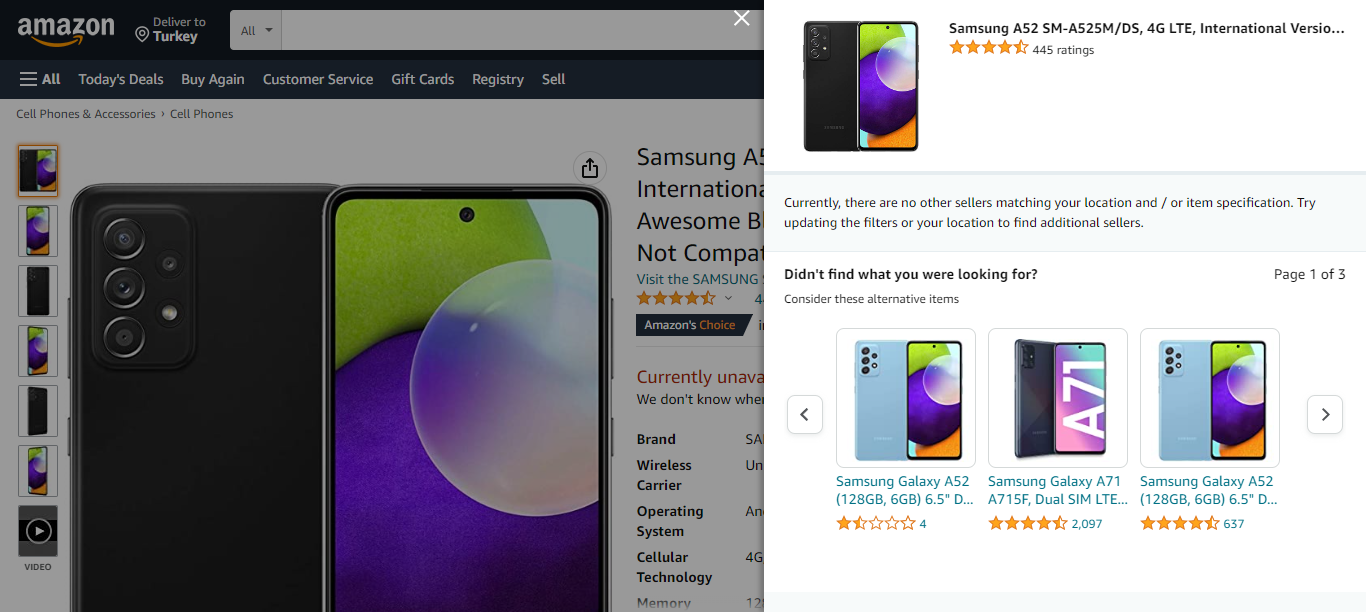 amazon
Deliver to
Turkey
All
All
Today's Deals
Buy Again
Customer Service
Gift Cards
Registry
Sell
Cell Phones & Accessories › Cell Phones
VIDEO
Samsung A5
Internationa
Awesome Bl
Not Compat
Visit the SAMSUNG S
Amazon's Choice
Currently unava
We don't know when
Brand SA
Wireless Un
Carrier
Operating An
System
Cellular 4G
Technology
Memory 128
Samsung A52 SM-A525M/DS, 4G LTE, International Versio...
445 ratings
Currently, there are no other sellers matching your location and / or item specification. Try
updating the filters or your location to find additional sellers.
Didn't find what you were looking for? Page 1 of 3
Consider these alternative items
A71
SAMSUNG
Samsung Galaxy A52
(128GB, 6GB) 6.5" D...
4
Samsung Galaxy A71
A715F, Dual SIM LTE...
2,097
Samsung Galaxy A52
(128GB, 6GB) 6.5" D...
637